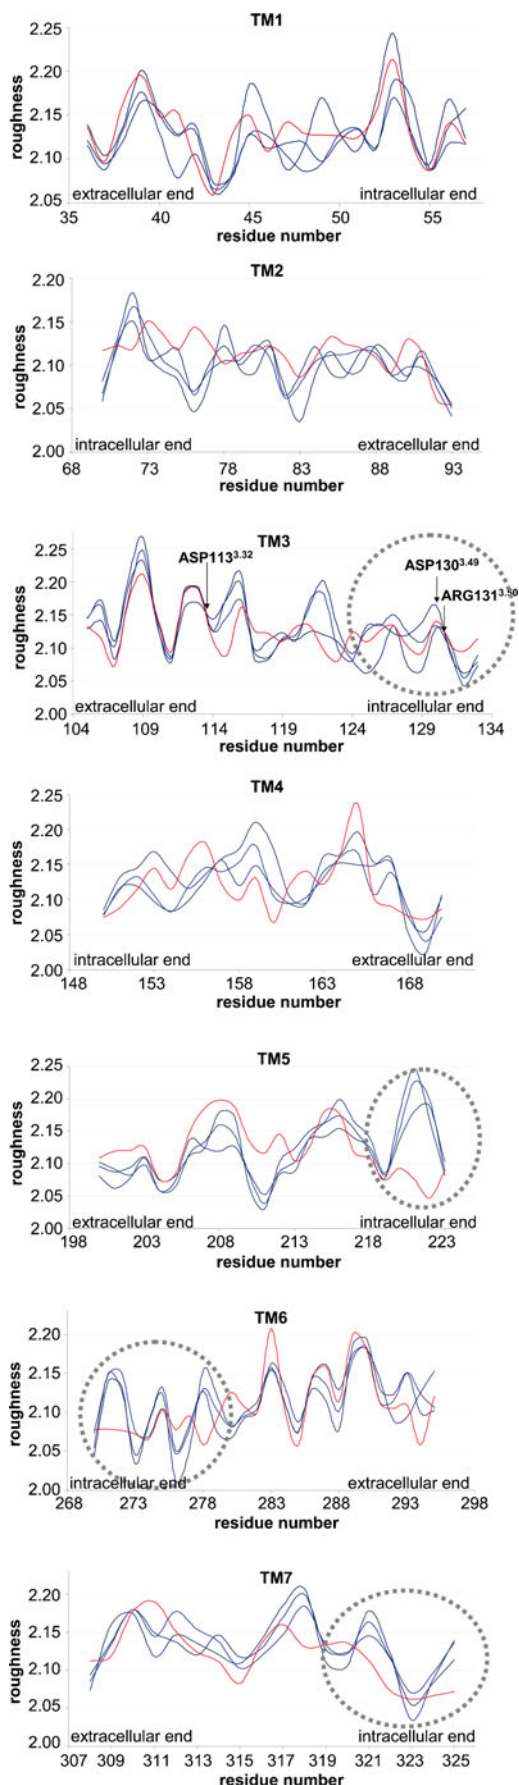 TM1
2.25
2.20
2.15
2.10
2.05
roughness
extracellular end intracellular end
35 40 45 50 55
residue number
TM2
2.20
2.15
2.10
2.05
2.00
roughness
intracellular end extracellular end
68 73 78 83 88 93
residue number
TM3
ASP113^3.32
ASP130^3.49
ARG131^3.50
2.25
2.20
2.15
2.10
2.05
2.00
roughness
extracellular end intracellular end
104 109 114 119 124 129 134
residue number
TM4
2.25
2.20
2.15
2.10
2.05
2.00
roughness
intracellular end extracellular end
148 153 158 163 168
residue number
TM5
2.25
2.20
2.15
2.10
2.05
2.00
roughness
extracellular end intracellular end
198 203 208 213 218 223
residue number
TM6
2.20
2.15
2.10
2.05
2.00
roughness
intracellular end extracellular end
268 273 278 283 288 293 298
residue number
TM7
2.20
2.15
2.10
2.05
2.00
roughness
extracellular end intracellular end
307 309 311 313 315 317 319 321 323 325
residue number